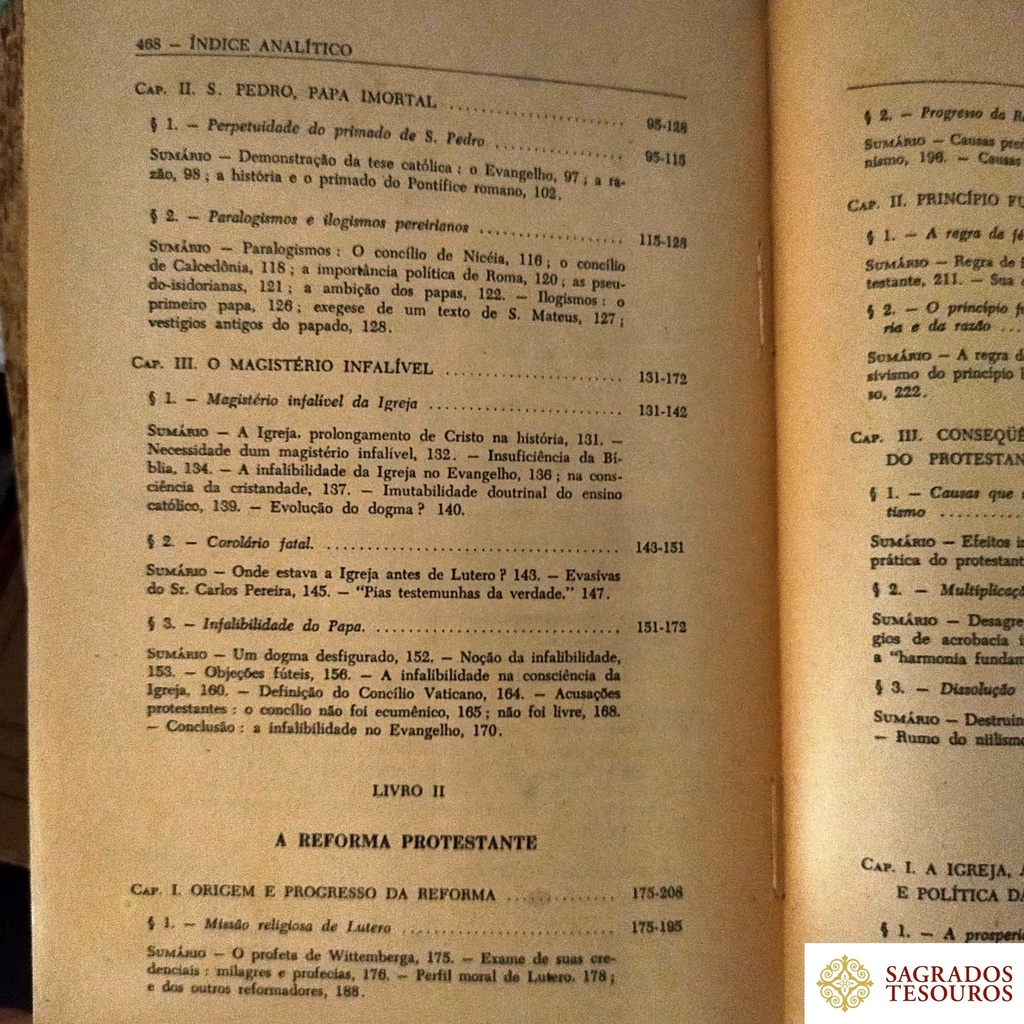 468 — ÍNDICE ANALÍTICO
CAP. II. S. PEDRO, PAPA IMORTAL .......................... 95-128
§ 1. — Perpetuidade do primado de S. Pedro .................. 95-115
SUMÁRIO — Demonstração da tese católica : o Evangelho, 97 ; a ra-
zão, 98 ; a história e o primado do Pontífice romano, 102.
§ 2. — Paralogismos e ilogismos pereirianos .................... 115-128
SUMÁRIO — Paralogismos : O concílio de Nicéia, 116 ; o concílio
de Calcedônia, 118 ; a importância política de Roma, 120 ; as pseu-
do-isidorianas, 121 ; a ambição dos papas, 122. — Ilogismos : o
primeiro papa, 126 ; exegese de um texto de S. Mateus, 127 ;
vestígios antigos do papado, 128.
CAP. III. O MAGISTÉRIO INFALÍVEL .......................... 131-172
§ 1. — Magistério infalível da Igreja ............................ 131-142
SUMÁRIO — A Igreja, prolongamento de Cristo na história, 131. —
Necessidade dum magistério infalível, 132. — Insuficiência da Bí-
blia, 134. — A infalibilidade da Igreja no Evangelho, 136 ; na cons-
ciência da cristandade, 137. — Imutabilidade doutrinal do ensino
católico, 139. — Evolução do dogma ? 140.
§ 2. — Corolário fatal. ........................................ 143-151
SUMÁRIO — Onde estava a Igreja antes de Lutero ? 143. — Evasivas
do Sr. Carlos Pereira, 145. — "Pias testemunhas da verdade." 147.
§ 3. — Infalibilidade do Papa. .................................. 151-172
SUMÁRIO — Um dogma desfigurado, 152. — Noção da infalibilidade,
153. — Objeções fúteis, 156. — A infalibilidade na consciência da
Igreja, 160. — Definição do Concílio Vaticano, 164. — Acusações
protestantes : o concílio não foi ecumênico, 165 ; não foi livre, 168.
— Conclusão : a infalibilidade no Evangelho, 170.
LIVRO II
A REFORMA PROTESTANTE
CAP. I. ORIGEM E PROGRESSO DA REFORMA ................ 175-208
§ 1. — Missão religiosa de Lutero .............................. 175-195
SUMÁRIO — O profeta de Wittemberga, 175. — Exame de suas cre-
denciais : milagres e profecias, 176. — Perfil moral de Lutero, 178 ;
e dos outros reformadores, 188.
§ 2. — Progresso da
SUMÁRIO — Causas
nismo, 196. — Causas
CAP. II. PRINCÍPIO
§ 1. — A regra de
SUMÁRIO — Regra de
testante, 211. — Sua
§ 2. — O princípio
ria e da razão ...
SUMÁRIO — A regra
sivismo do princípio
so, 222.
CAP. III.
DO
§ 1. — Causas que
tismo ..........
SUMÁRIO — Efeitos
prática do
§ 2. —
SUMÁRIO —
gios de acrobacia
a "harmonia
§ 3. — Dissolução
SUMÁRIO —
— Rumo do niilismo
CAP. I. A IGREJA,
E POLÍTICA
§ 1. — A
SAGRADOS
TESOUROS